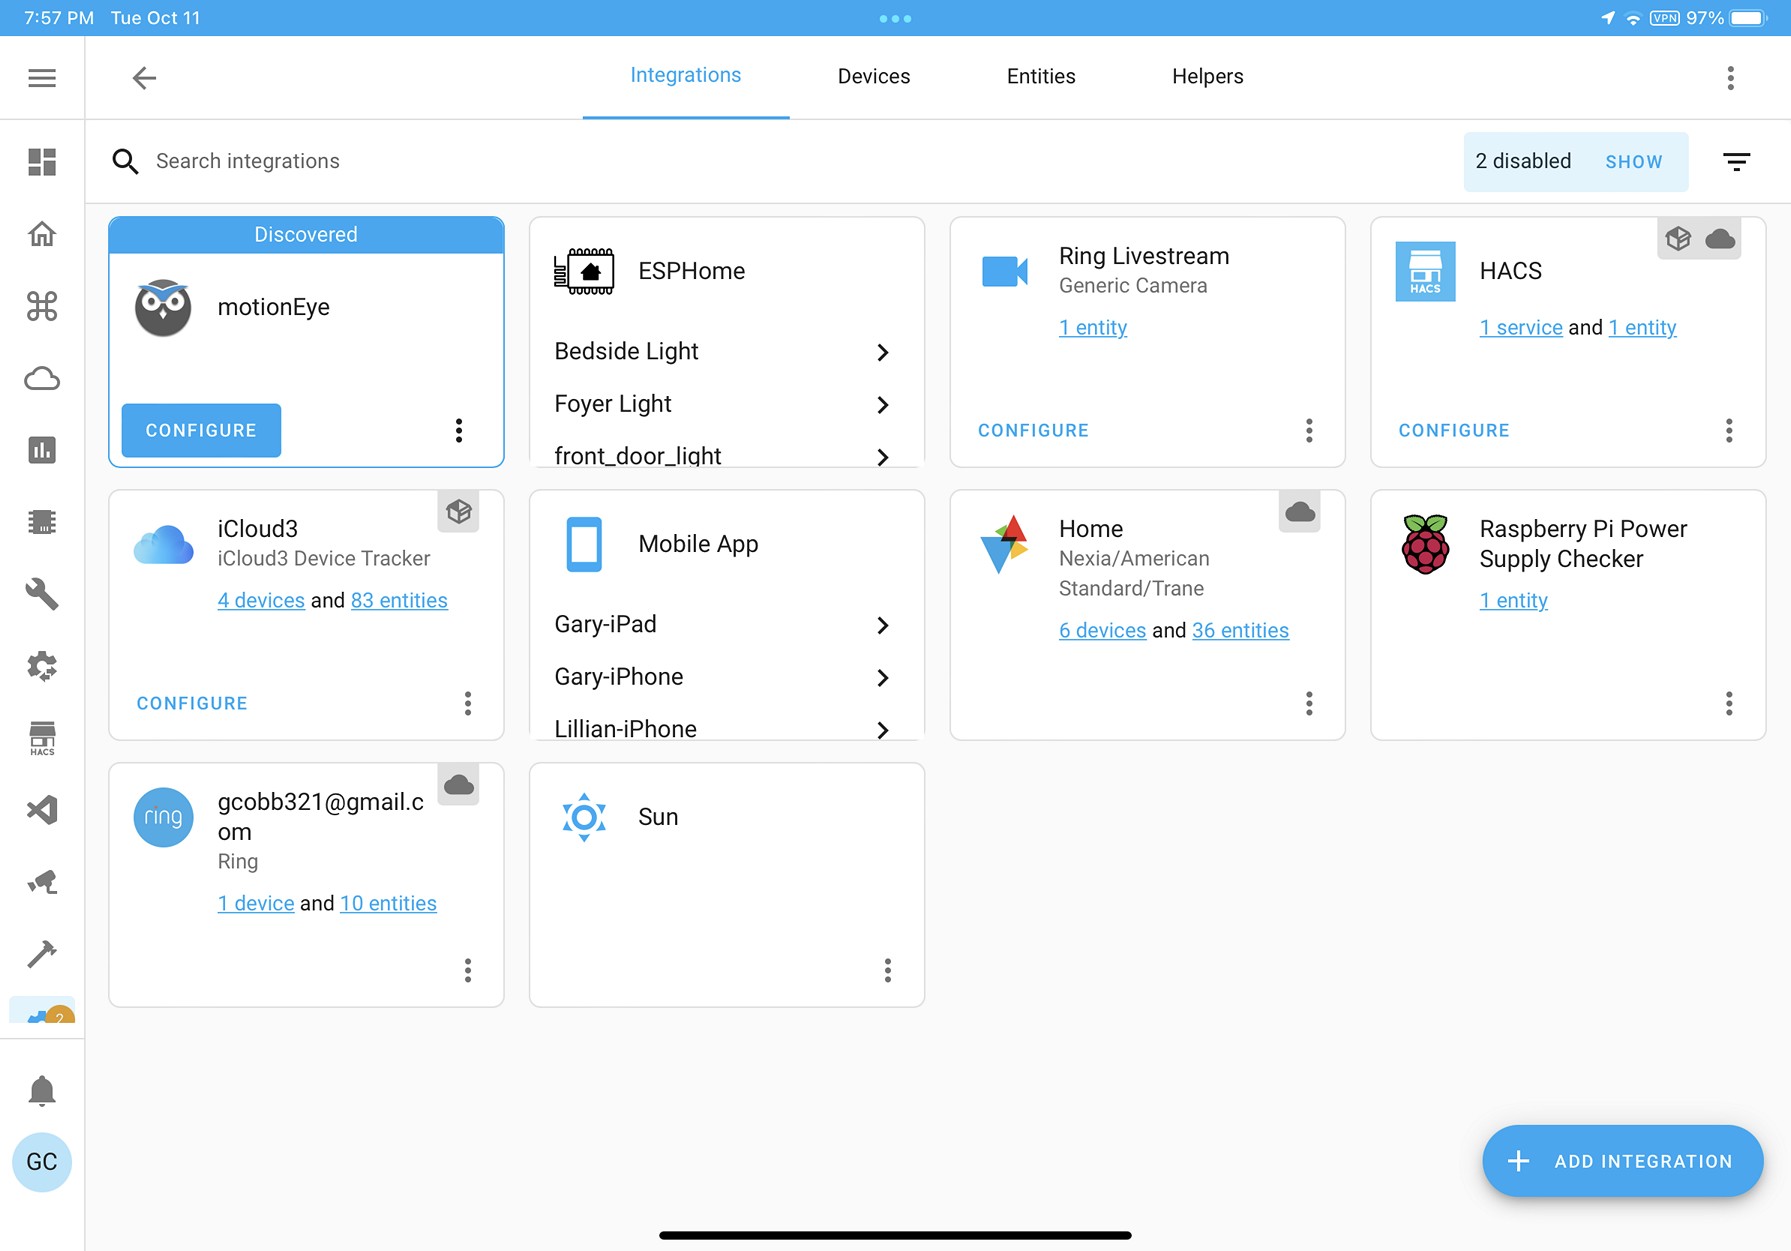 7:57 PM Tue Oct 11
VPN 97%
Integrations Devices Entities Helpers
Search integrations
2 disabled SHOW
Discovered
motionEye
CONFIGURE
ESPHome
Bedside Light
Foyer Light
front_door_light
Ring Livestream
Generic Camera
1 entity
CONFIGURE
HACS
HACS
1 service and 1 entity
CONFIGURE
iCloud3
iCloud3 Device Tracker
4 devices and 83 entities
CONFIGURE
Mobile App
Gary-iPad
Gary-iPhone
Lillian-iPhone
Home
Nexia/American
Standard/Trane
6 devices and 36 entities
Raspberry Pi Power
Supply Checker
1 entity
HACS
ring
gcobb321@gmail.c
om
Ring
1 device and 10 entities
Sun
2
GC
ADD INTEGRATION